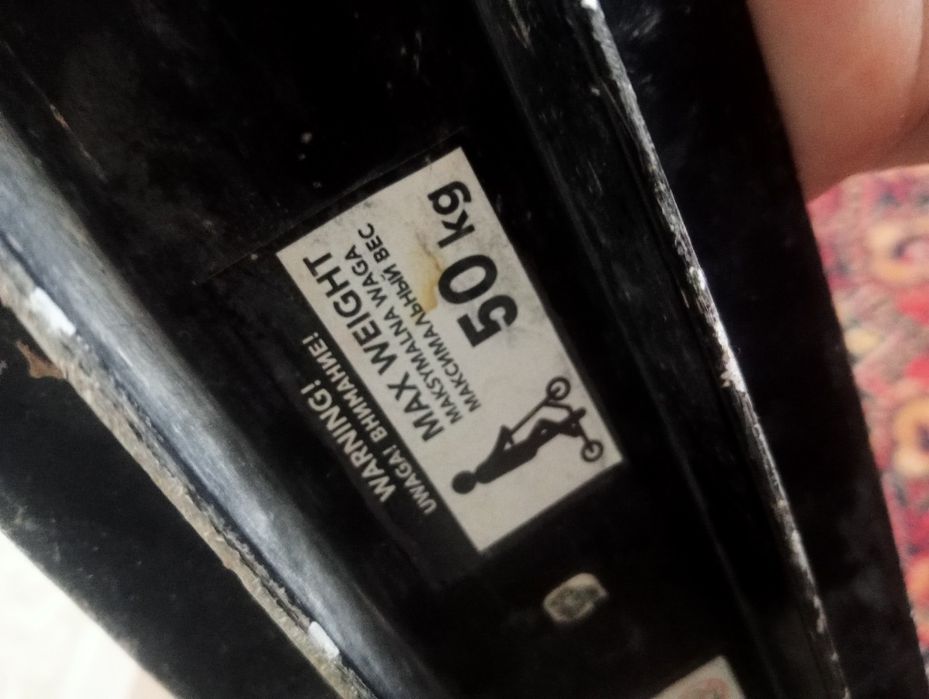 WARNING!
UWAGA! ВНИМАНИЕ!
MAX WEIGHT
MAKSYMALNA WAGA
МАКСИМАЛЬНЫЙ ВЕС
50 kg